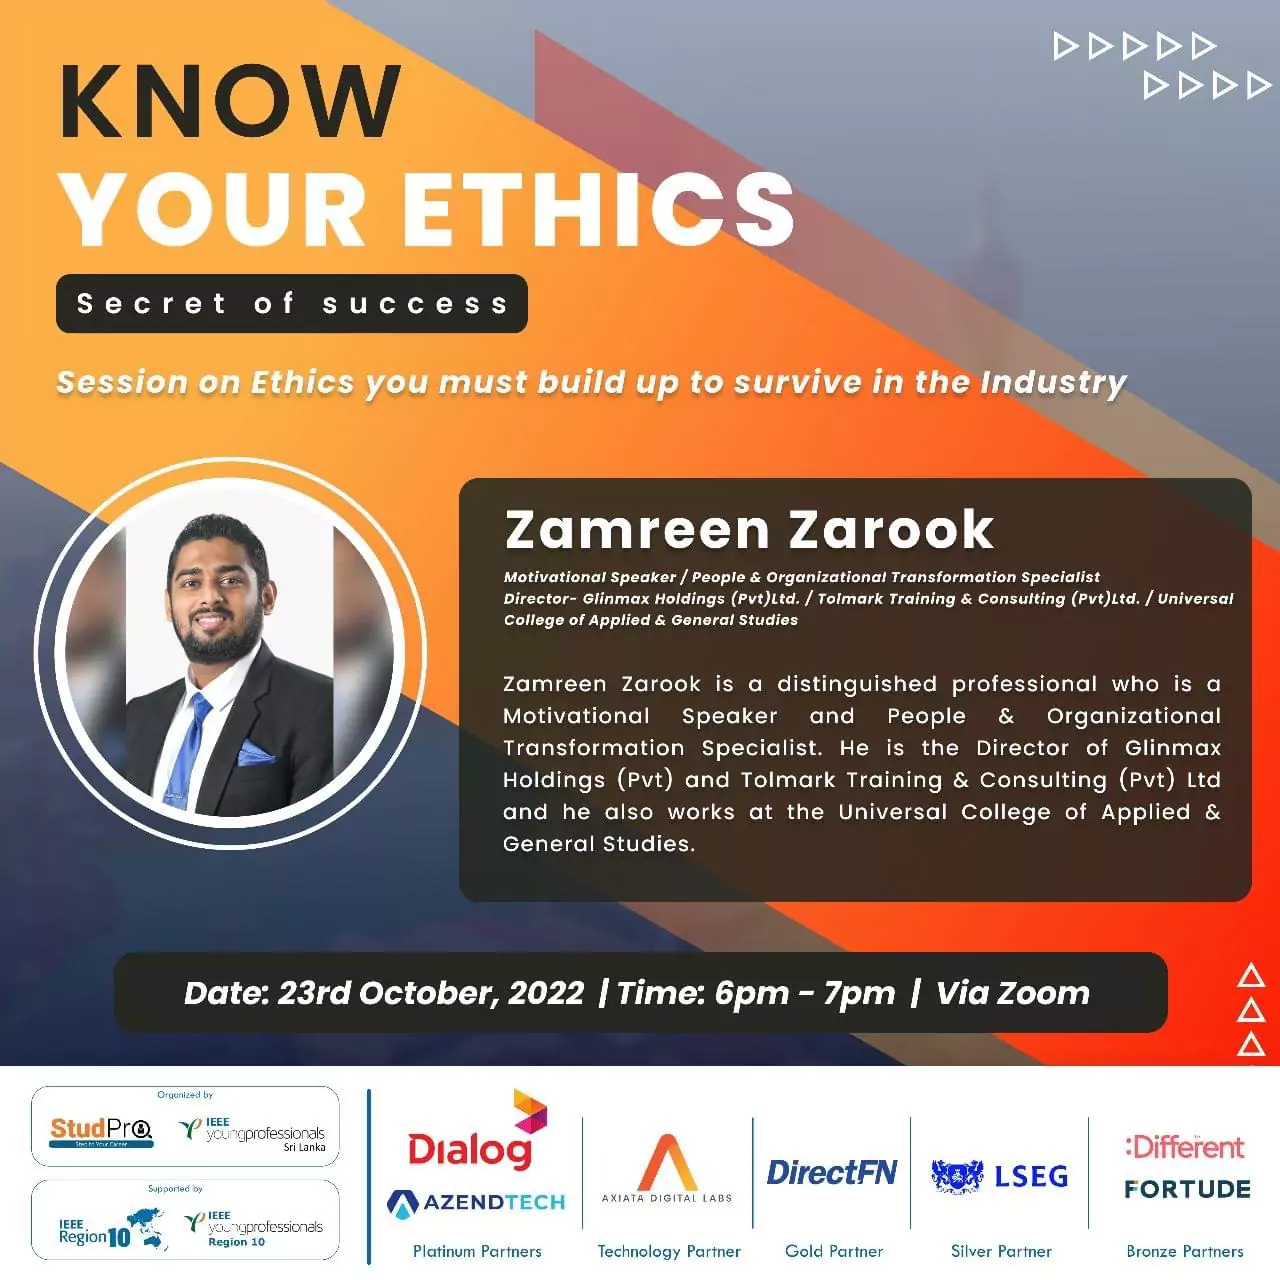 KNOW
YOUR ETHICS
Secret of success
Session on Ethics you must build up to survive in the Industry
Zamreen Zarook
Motivational Speaker / People & Organizational Transformation Specialist
Director- Glinmax Holdings (Pvt)Ltd. / Tolmark Training & Consulting (Pvt)Ltd. / Universal
College of Applied & General Studies
Zamreen Zarook is a distinguished professional who is a
Motivational Speaker and People & Organizational
Transformation Specialist. He is the Director of Glinmax
Holdings (Pvt) and Tolmark Training & Consulting (Pvt) Ltd
and he also works at the Universal College of Applied &
General Studies.
Date: 23rd October, 2022 | Time: 6pm - 7pm | Via Zoom
Organized by
StudPro
Step to Your Career
IEEE
youngprofessionals
Sri Lanka
Supported by
IEEE
Region 10
IEEE
youngprofessionals
Region 10
Dialog
AZENDTECH
Platinum Partners
AXIATA DIGITAL LABS
Technology Partner
DirectFN
Gold Partner
LSEG
Silver Partner
:Different
FORTUDE
Bronze Partners